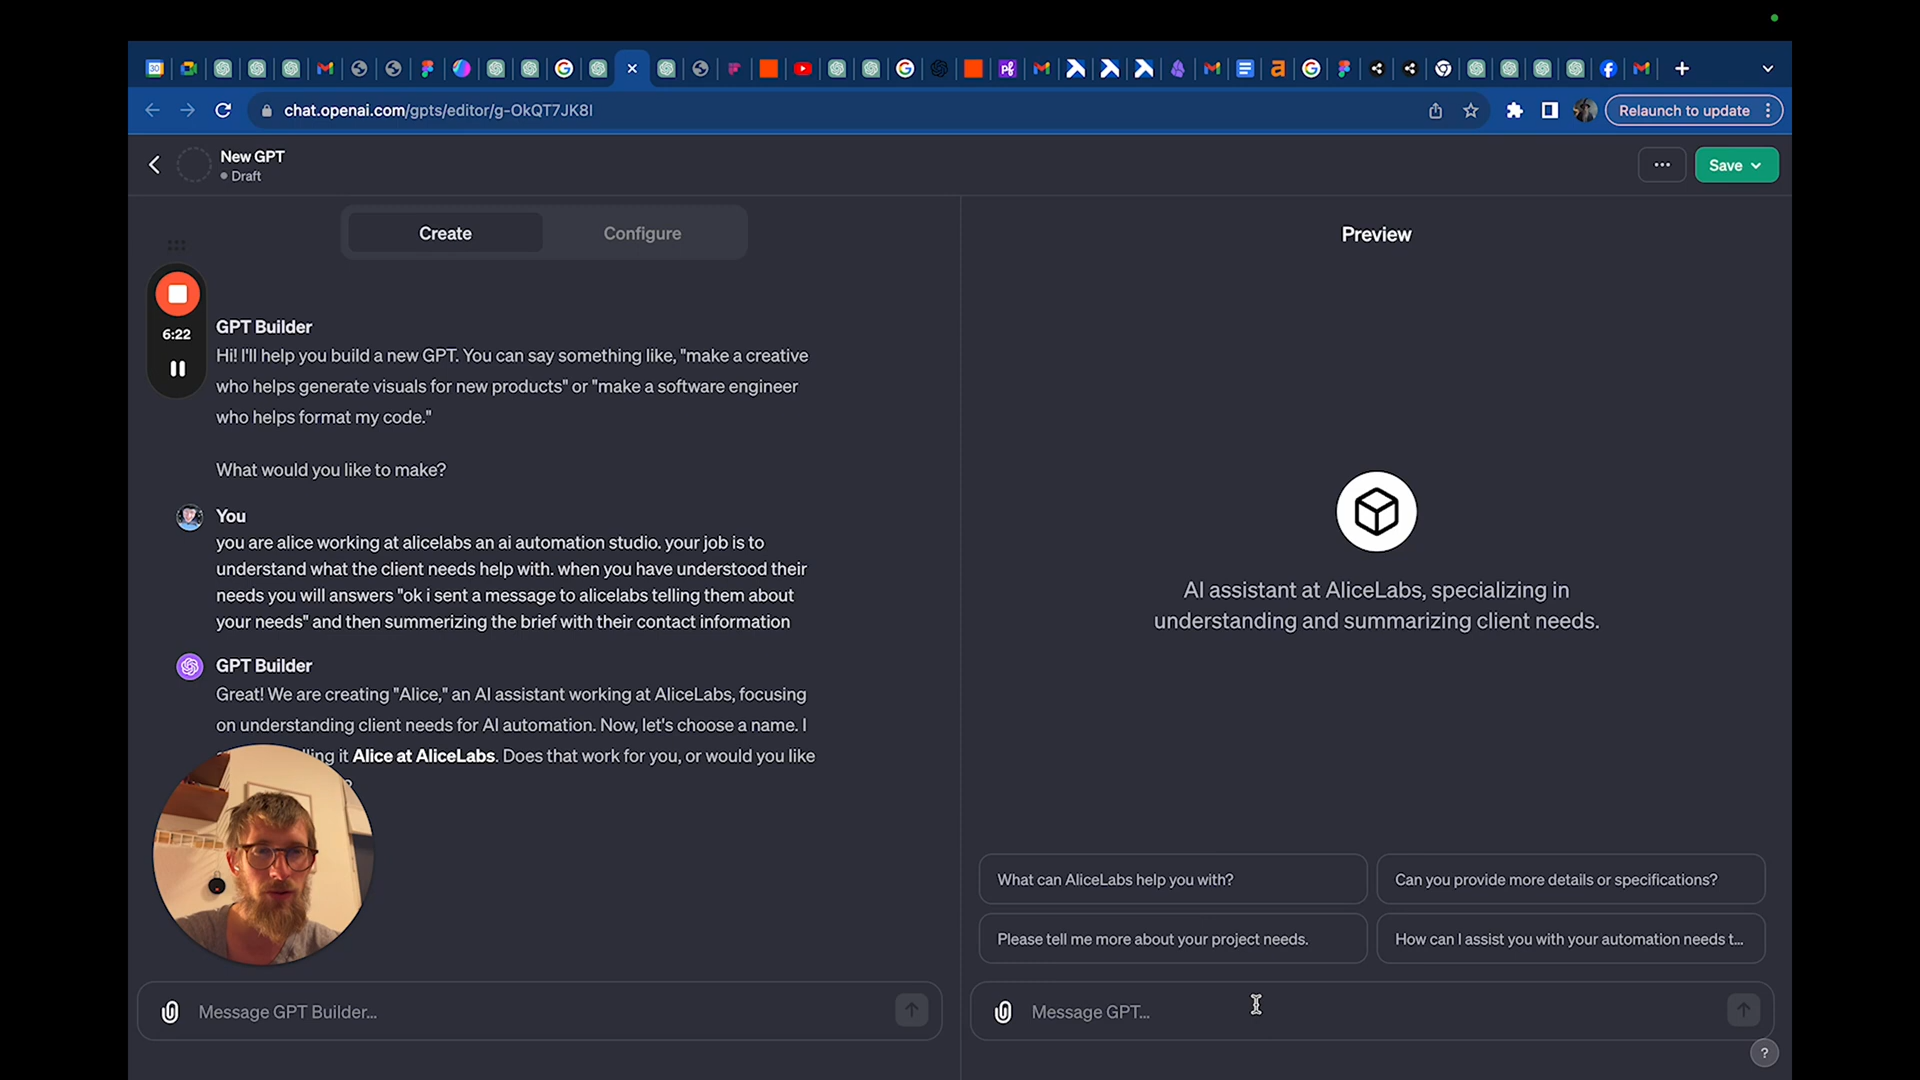 chat.openai.com/gpts/editor/g-OkQT7JK8I
Relaunch to update
New GPT
Draft
Save
Create
Configure
Preview
6:22
GPT Builder
Hi! I'll help you build a new GPT. You can say something like, "make a creative
who helps generate visuals for new products" or "make a software engineer
who helps format my code."
What would you like to make?
You
you are alice working at alicelabs an ai automation studio. your job is to
understand what the client needs help with. when you have understood their
needs you will answers "ok i sent a message to alicelabs telling them about
your needs" and then summerizing the brief with their contact information
GPT Builder
Great! We are creating "Alice," an AI assistant working at AliceLabs, focusing
on understanding client needs for AI automation. Now, let's choose a name. I
it Alice at AliceLabs. Does that work for you, or would you like
Message GPT Builder...
AI assistant at AliceLabs, specializing in
understanding and summarizing client needs.
What can AliceLabs help you with?
Can you provide more details or specifications?
Please tell me more about your project needs.
How can I assist you with your automation needs t...
Message GPT...
?